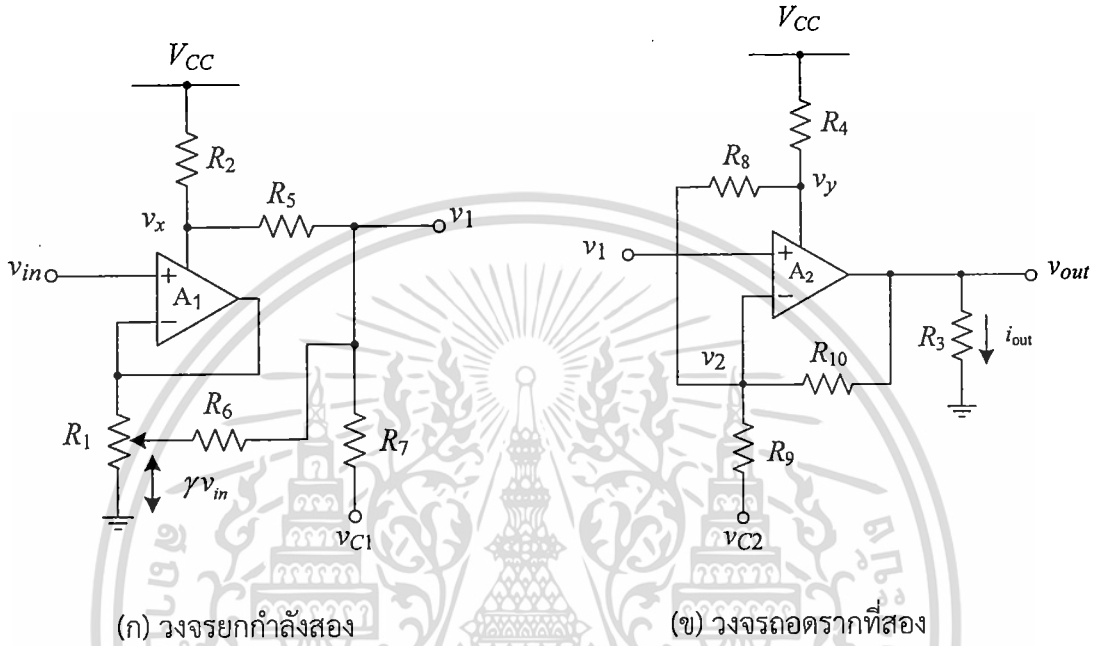 V_CC
R_2
R_5
v_x
v_1
v_in
+
A_1
−
R_1
R_6
R_7
γv_in
v_C1
(ก) วงจรยกกำลังสอง
V_CC
R_4
R_8
v_y
v_1
+
A_2
−
v_out
R_3
i_out
v_2
R_10
R_9
v_C2
(ข) วงจรถอดรากที่สอง